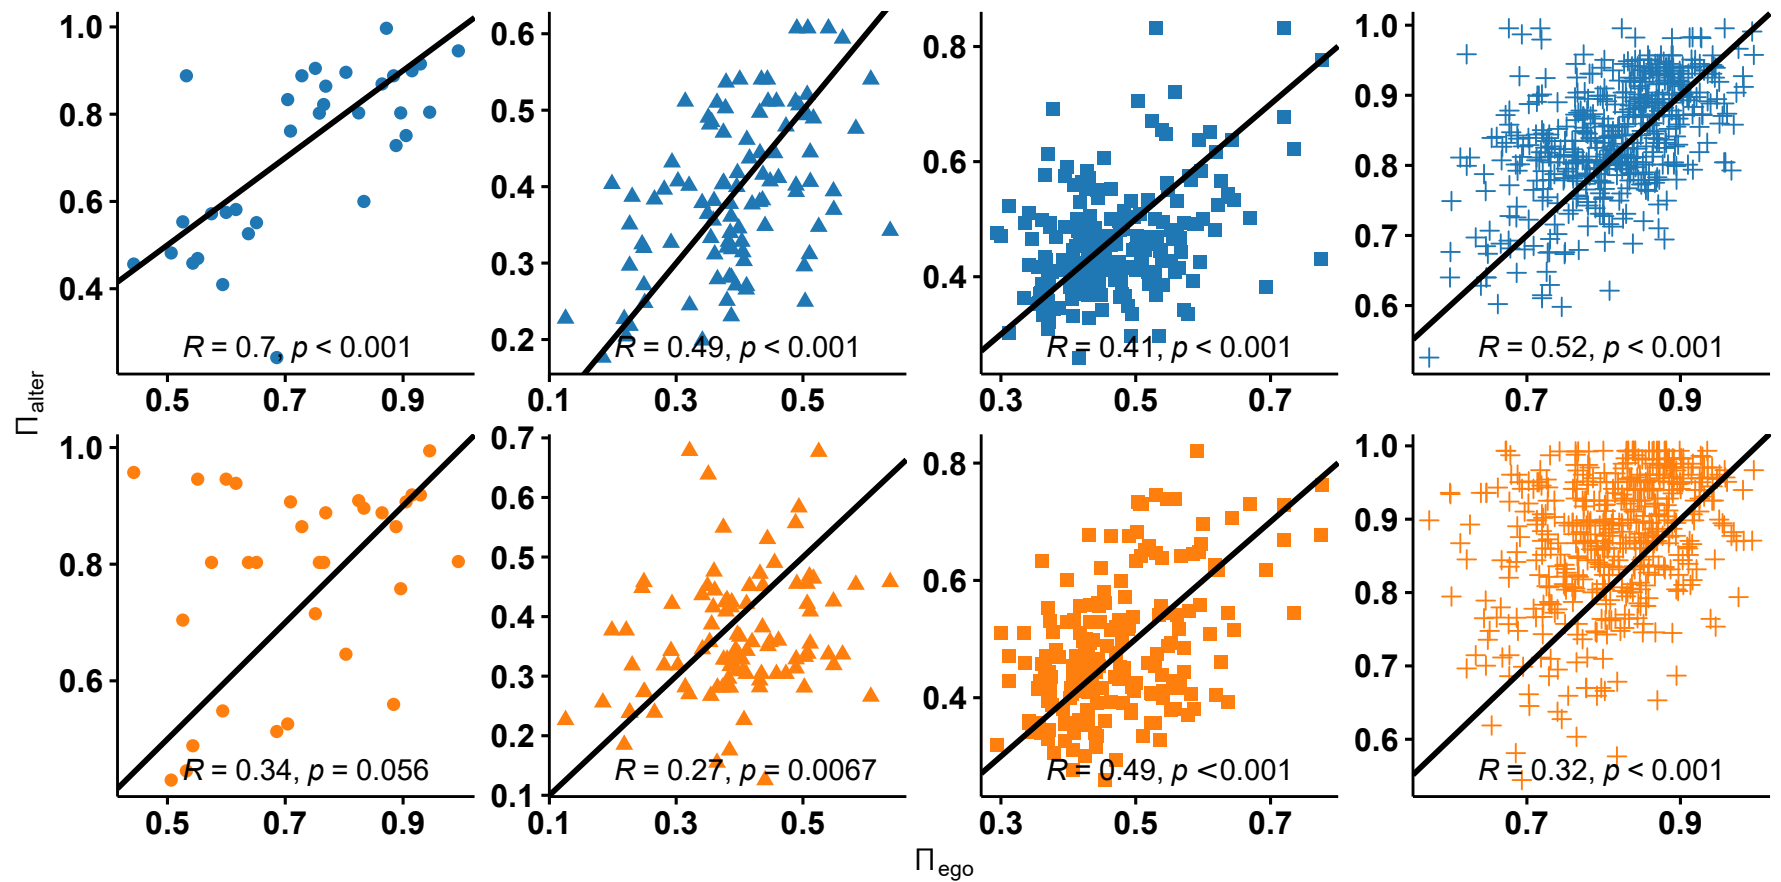 1.0
0.8
0.6
0.4
R = 0.7, p < 0.001
0.5 0.7 0.9
0.6
0.5
0.4
0.3
0.2
R = 0.49, p < 0.001
0.1 0.3 0.5
0.8
0.6
0.4
R = 0.41, p < 0.001
0.3 0.5 0.7
1.0
0.9
0.8
0.7
0.6
R = 0.52, p < 0.001
0.7 0.9
Πalter
1.0
0.8
0.6
R = 0.34, p = 0.056
0.5 0.7 0.9
0.7
0.6
0.5
0.4
0.3
0.2
0.1
R = 0.27, p = 0.0067
0.1 0.3 0.5
0.8
0.6
0.4
R = 0.49, p <0.001
0.3 0.5 0.7
1.0
0.9
0.8
0.7
0.6
R = 0.32, p < 0.001
0.7 0.9
Πego